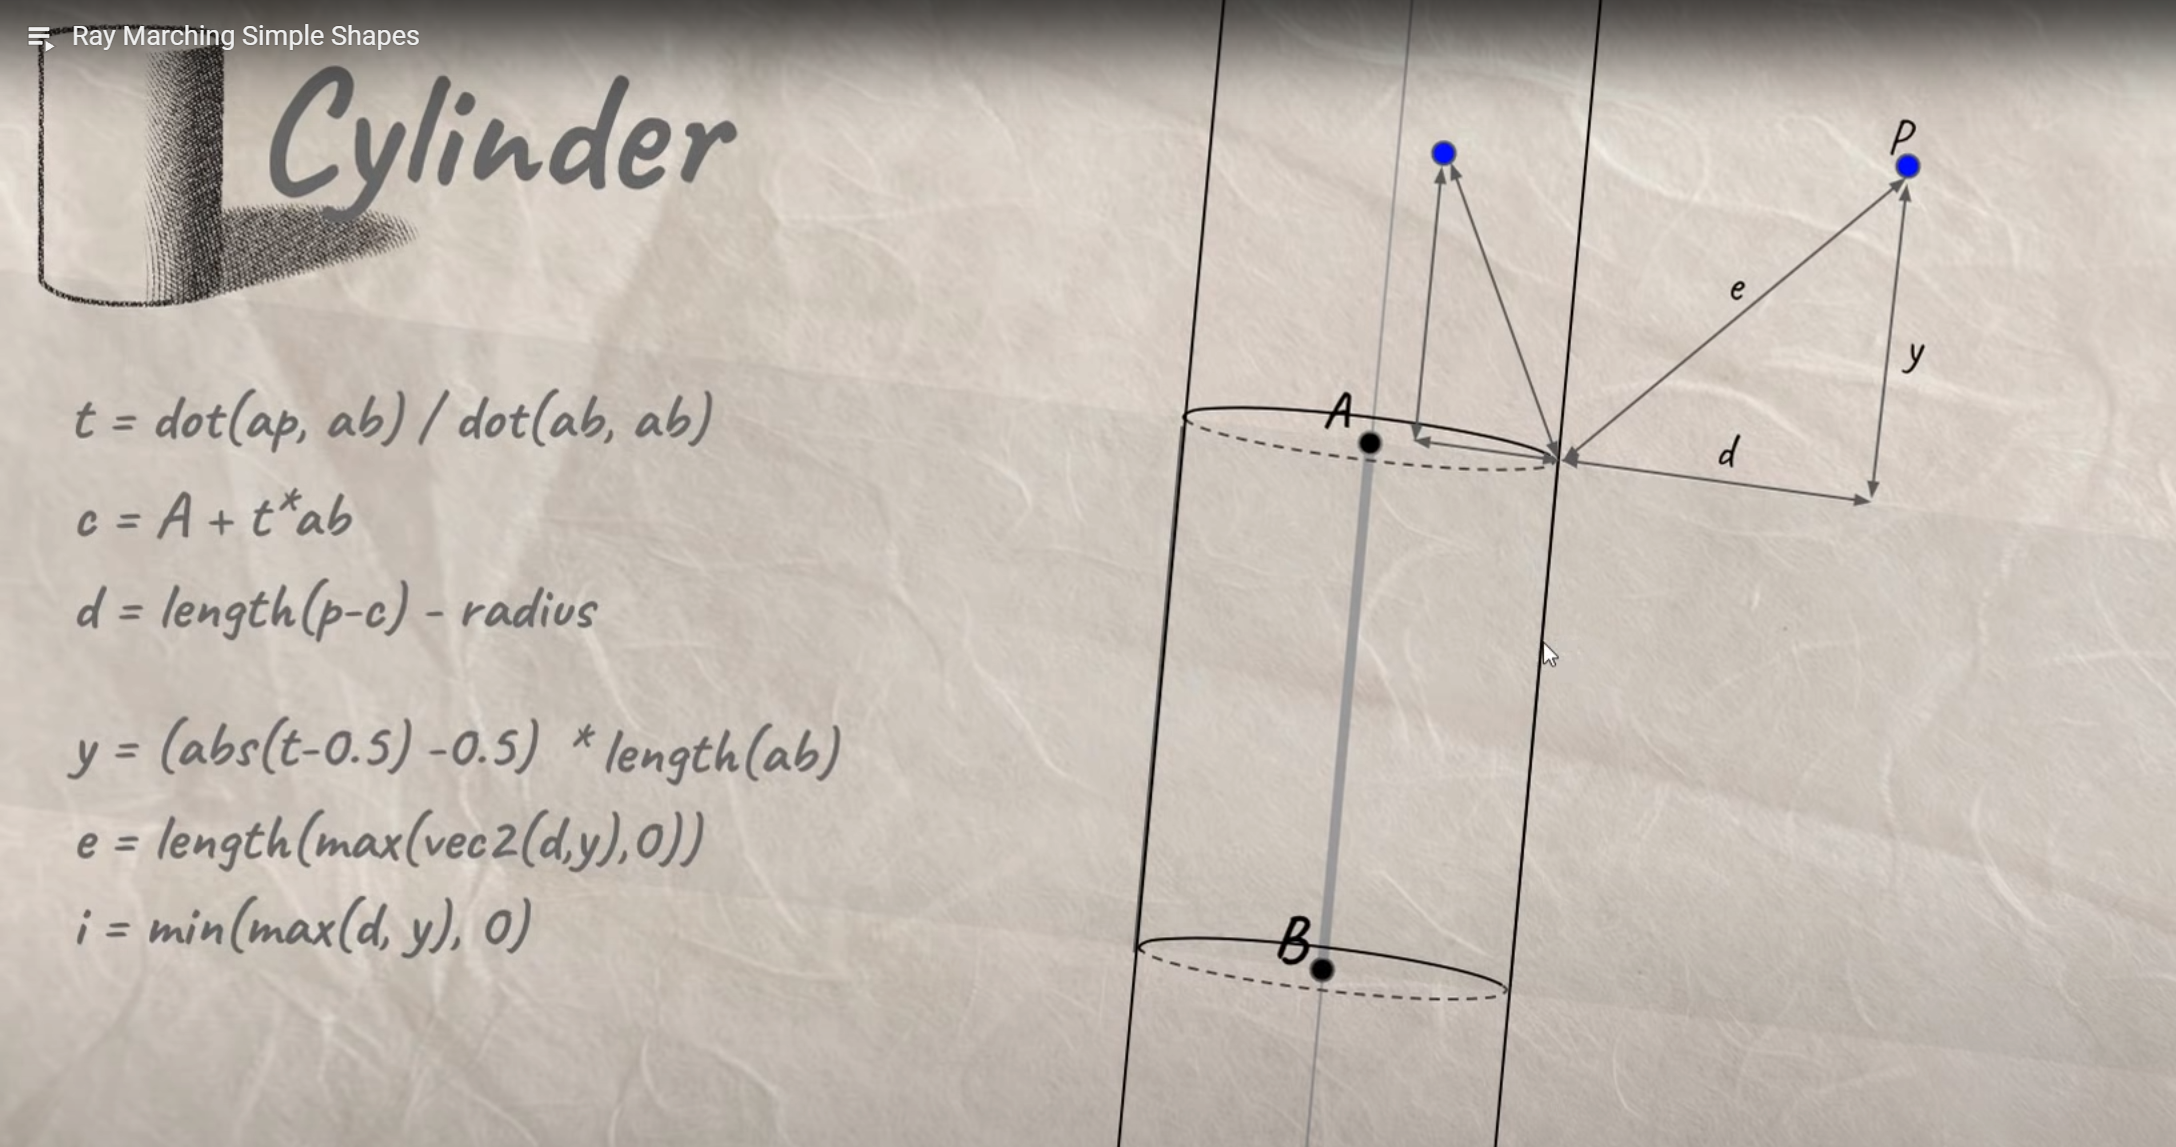 Ray Marching Simple Shapes
Cylinder
t = dot(ap, ab) / dot(ab, ab)
c = A + t*ab
d = length(p-c) - radius
y = (abs(t-0.5) -0.5) * length(ab)
e = length(max(vec2(d,y),0))
i = min(max(d, y), 0)
P
e
y
A
d
B